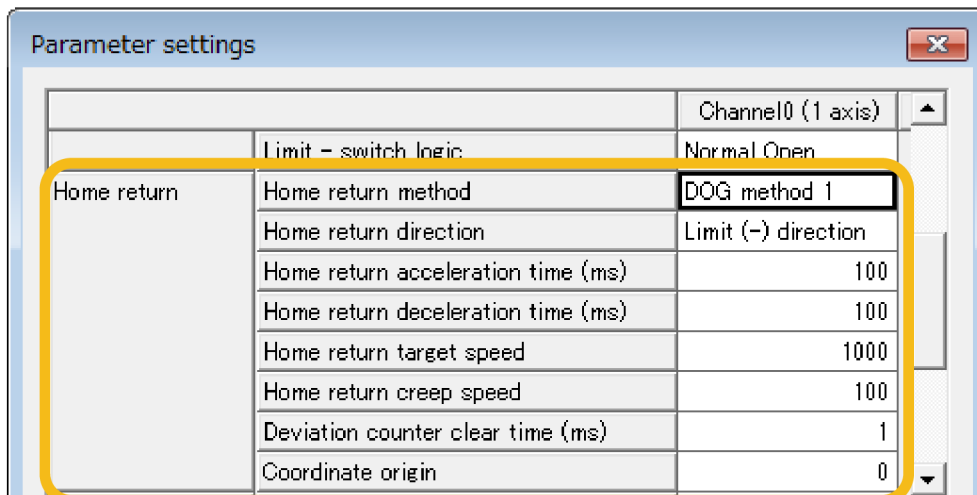 Parameter settings
Channel0 (1 axis)
Limit - switch logic Normal Open
Home return Home return method DOG method 1
Home return direction Limit (-) direction
Home return acceleration time (ms) 100
Home return deceleration time (ms) 100
Home return target speed 1000
Home return creep speed 100
Deviation counter clear time (ms) 1
Coordinate origin 0